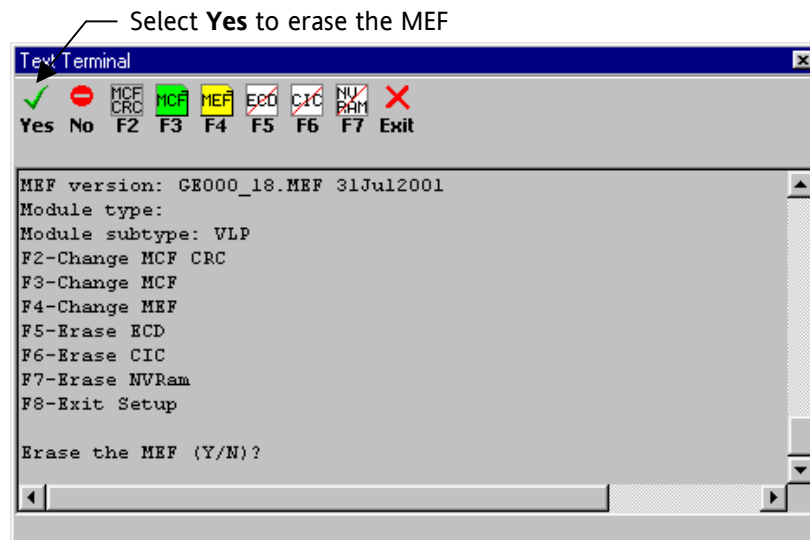 Select Yes to erase the MEF
Text Terminal
MCF CRC MCF MEF ECD CIC NV RAM
Yes No F2 F3 F4 F5 F6 F7 Exit
MEF version: GE000_18.MEF 31Jul2001
Module type:
Module subtype: VLP
F2-Change MCF CRC
F3-Change MCF
F4-Change MEF
F5-Erase ECD
F6-Erase CIC
F7-Erase NVRam
F8-Exit Setup
Erase the MEF (Y/N)?